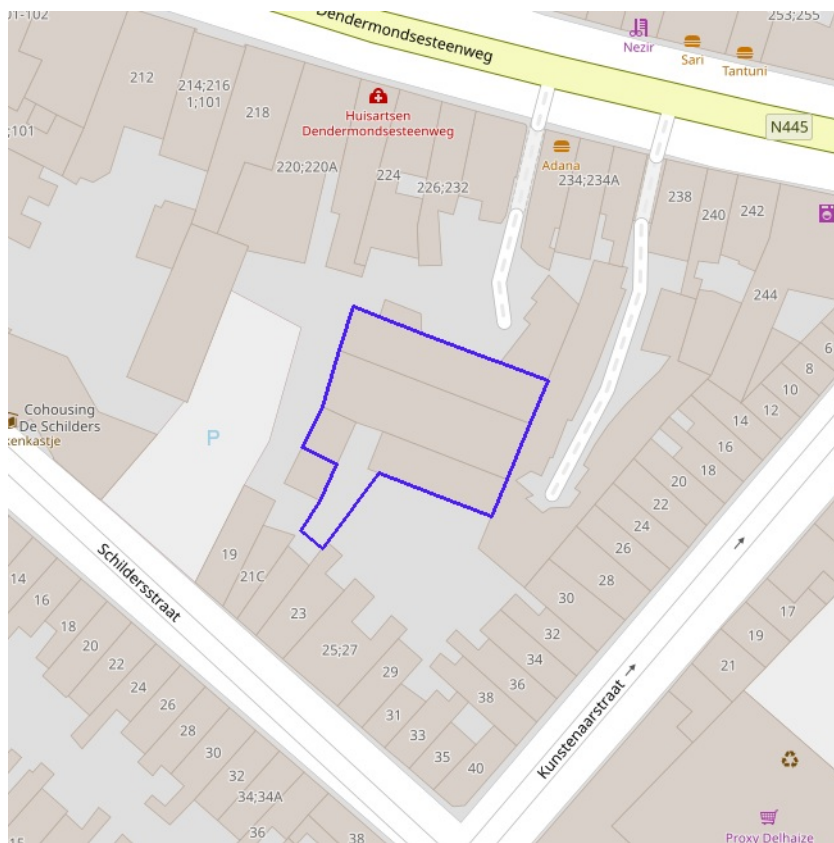 01-102
Dendermondsesteenweg
253;255
Nezir
Sari
Tantuni
212
214;216
1;101
218
;101
Huisartsen
Dendermondsesteenweg
N445
Adana
220;220A
224
226;232
234;234A
238
240
242
244
6
8
10
12
14
16
18
20
22
24
26
28
30
32
34
36
38
40
Cohousing
De Schilders
kenkastje
P
Schildersstraat
19
21C
23
25;27
29
31
33
35
14
16
18
20
22
24
26
28
30
32
34;34A
36
38
15
17
19
21
Kunstenaarstraat
Proxy Delhaize